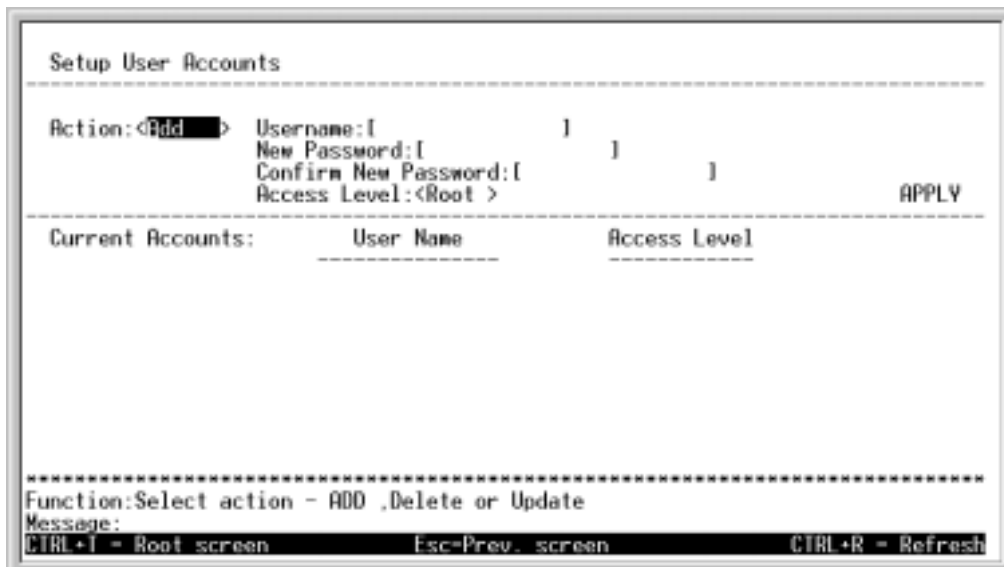 Setup User Accounts
Action:<Add > Username:[ ]
New Password:[ ]
Confirm New Password:[ ]
Access Level:<Root > APPLY
Current Accounts: User Name Access Level
Function:Select action - ADD ,Delete or Update
Message:
CTRL+T = Root screen Esc=Prev. screen CTRL+R = Refresh